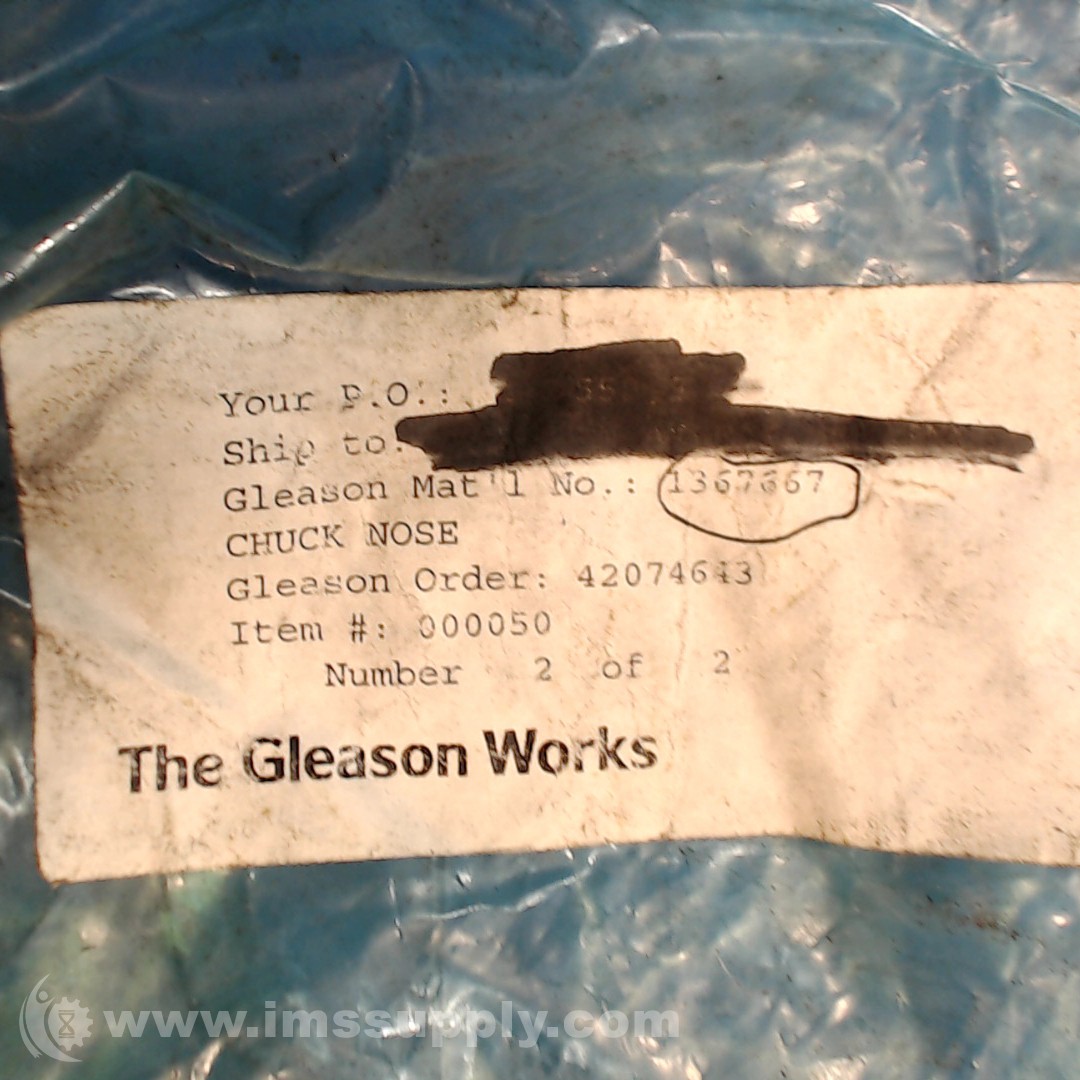 Your P.O.:
Ship to:
Gleason Mat'l No.: 1367667
CHUCK NOSE
Gleason Order: 42074643
Item #: 000050
Number 2 of 2
The Gleason Works
www.imssupply.com